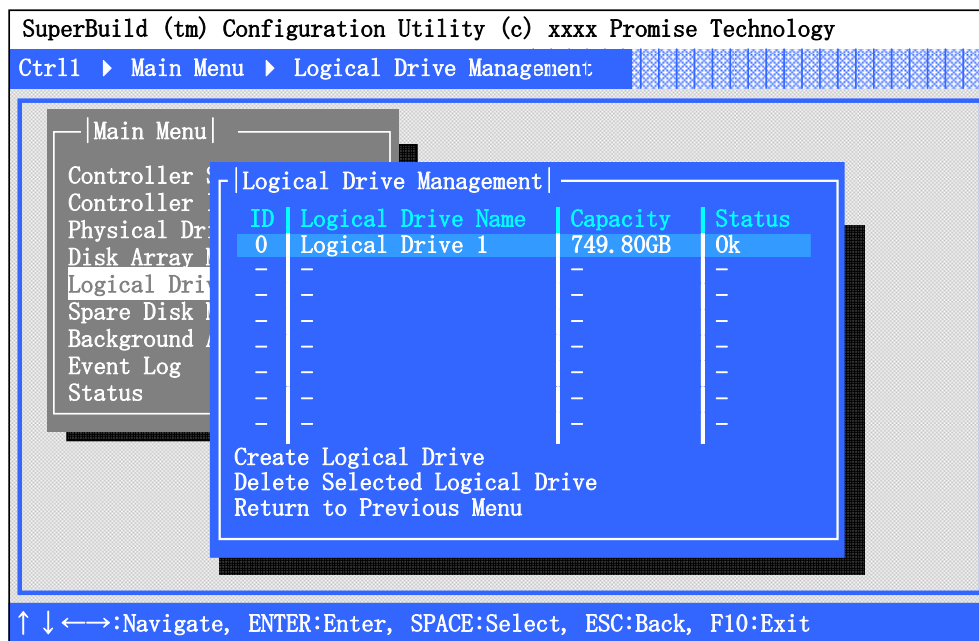 SuperBuild (tm) Configuration Utility (c) xxxx Promise Technology
Ctrl1 ▶ Main Menu ▶ Logical Drive Management
Main Menu
Controller
Controller
Physical
Disk Array
Logical
Spare Disk
Background
Event Log
Status
Logical Drive Management
ID Logical Drive Name Capacity Status
0 Logical Drive 1 749.80GB Ok
– – – –
– – – –
– – – –
– – – –
– – – –
– – – –
– – – –
Create Logical Drive
Delete Selected Logical Drive
Return to Previous Menu
↑ ↓ ←→:Navigate, ENTER:Enter, SPACE:Select, ESC:Back, F10:Exit